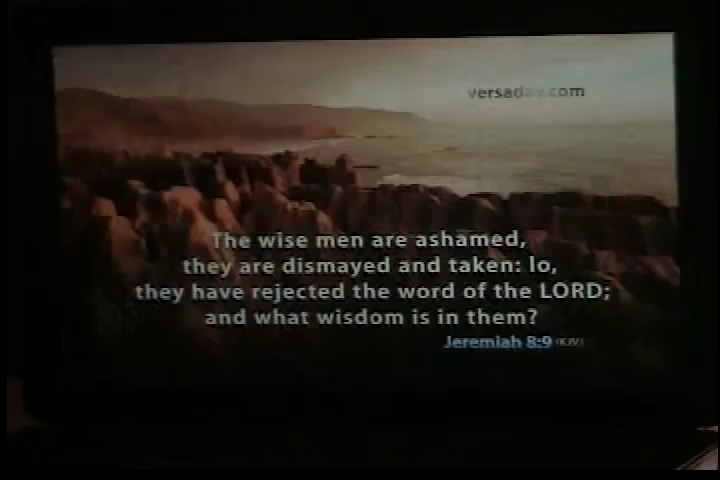 The wise men are ashamed,
they are dismayed and taken: lo,
they have rejected the word of the LORD;
and what wisdom is in them?
Jeremiah 8:9 (KJV)